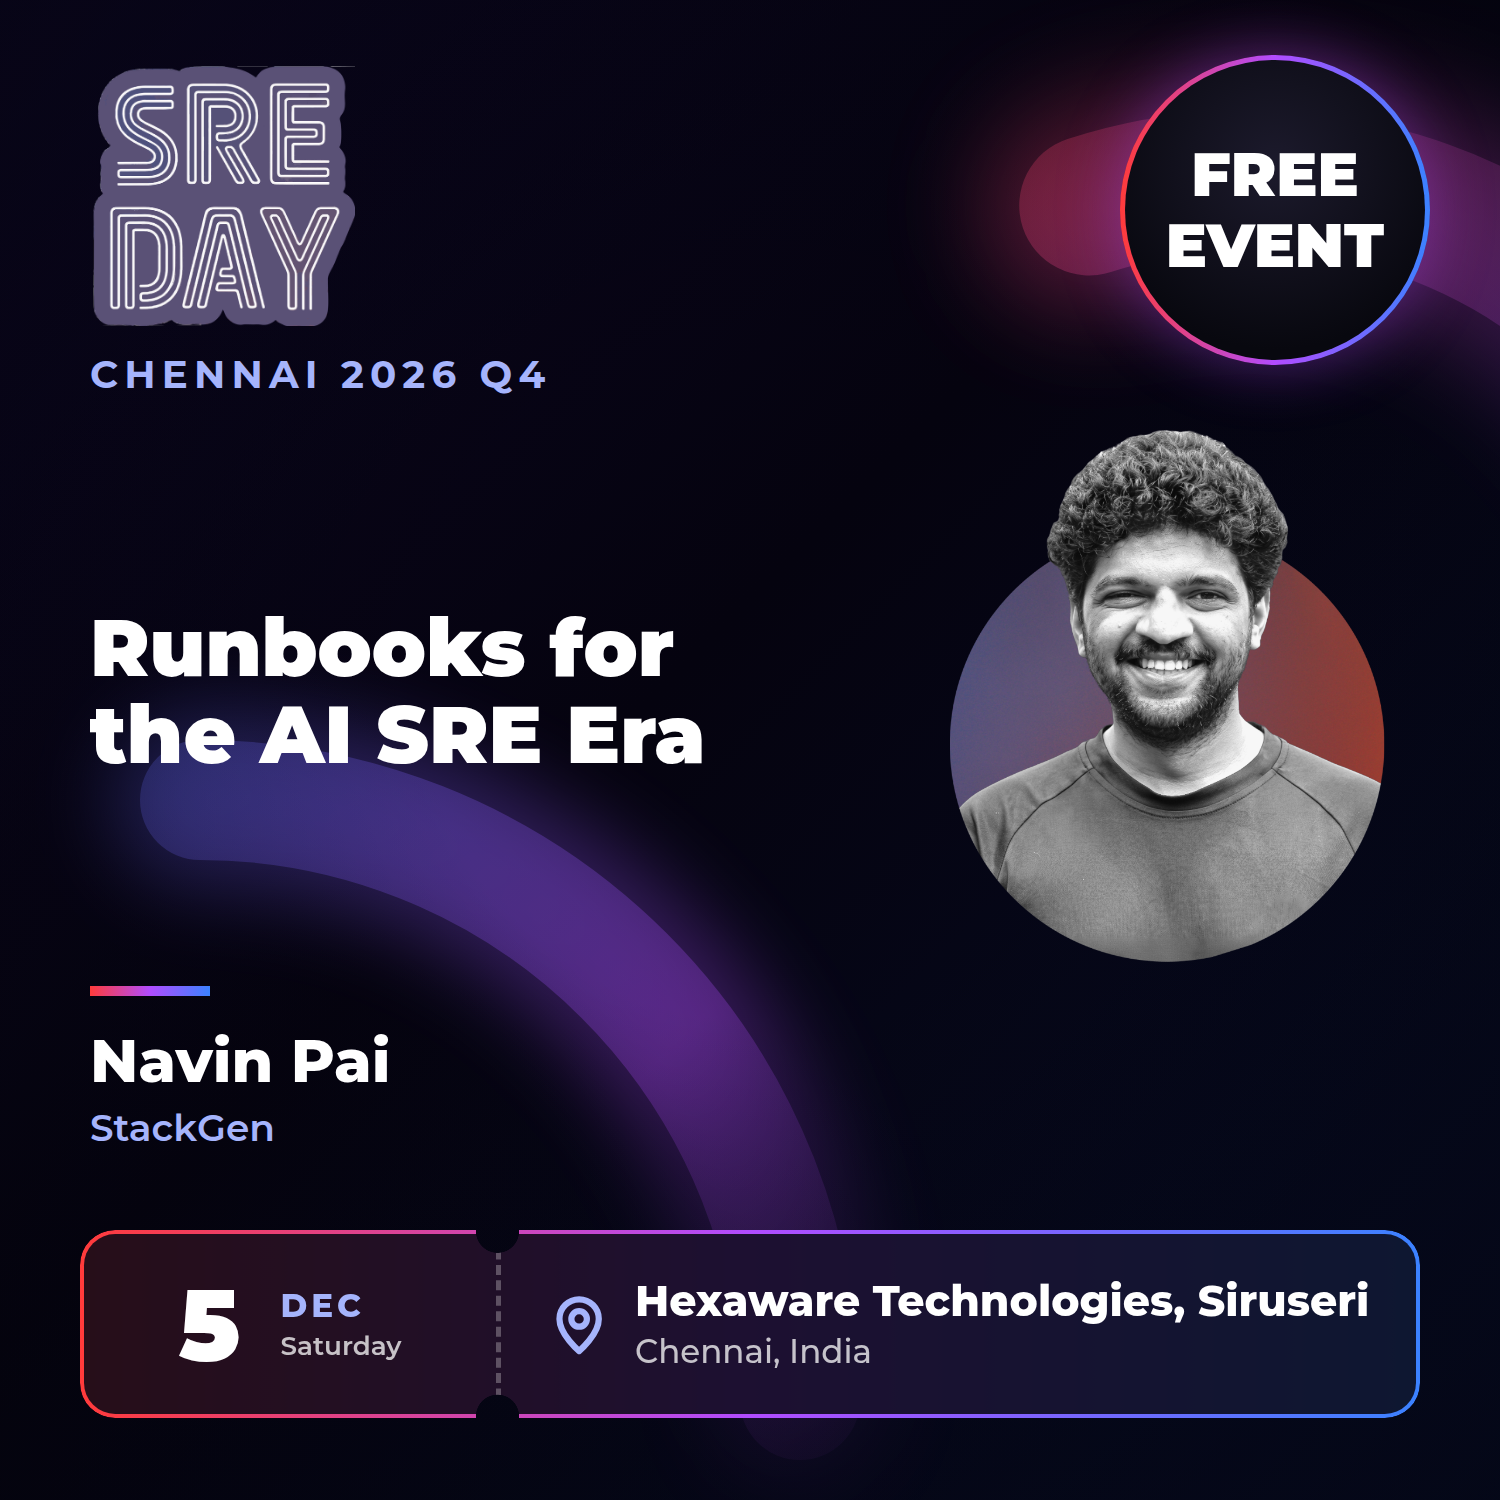 SRE
DAY
CHENNAI 2026 Q4
FREE
EVENT
Runbooks for
the AI SRE Era
Navin Pai
StackGen
5
DEC
Saturday
Hexaware Technologies, Siruseri
Chennai, India